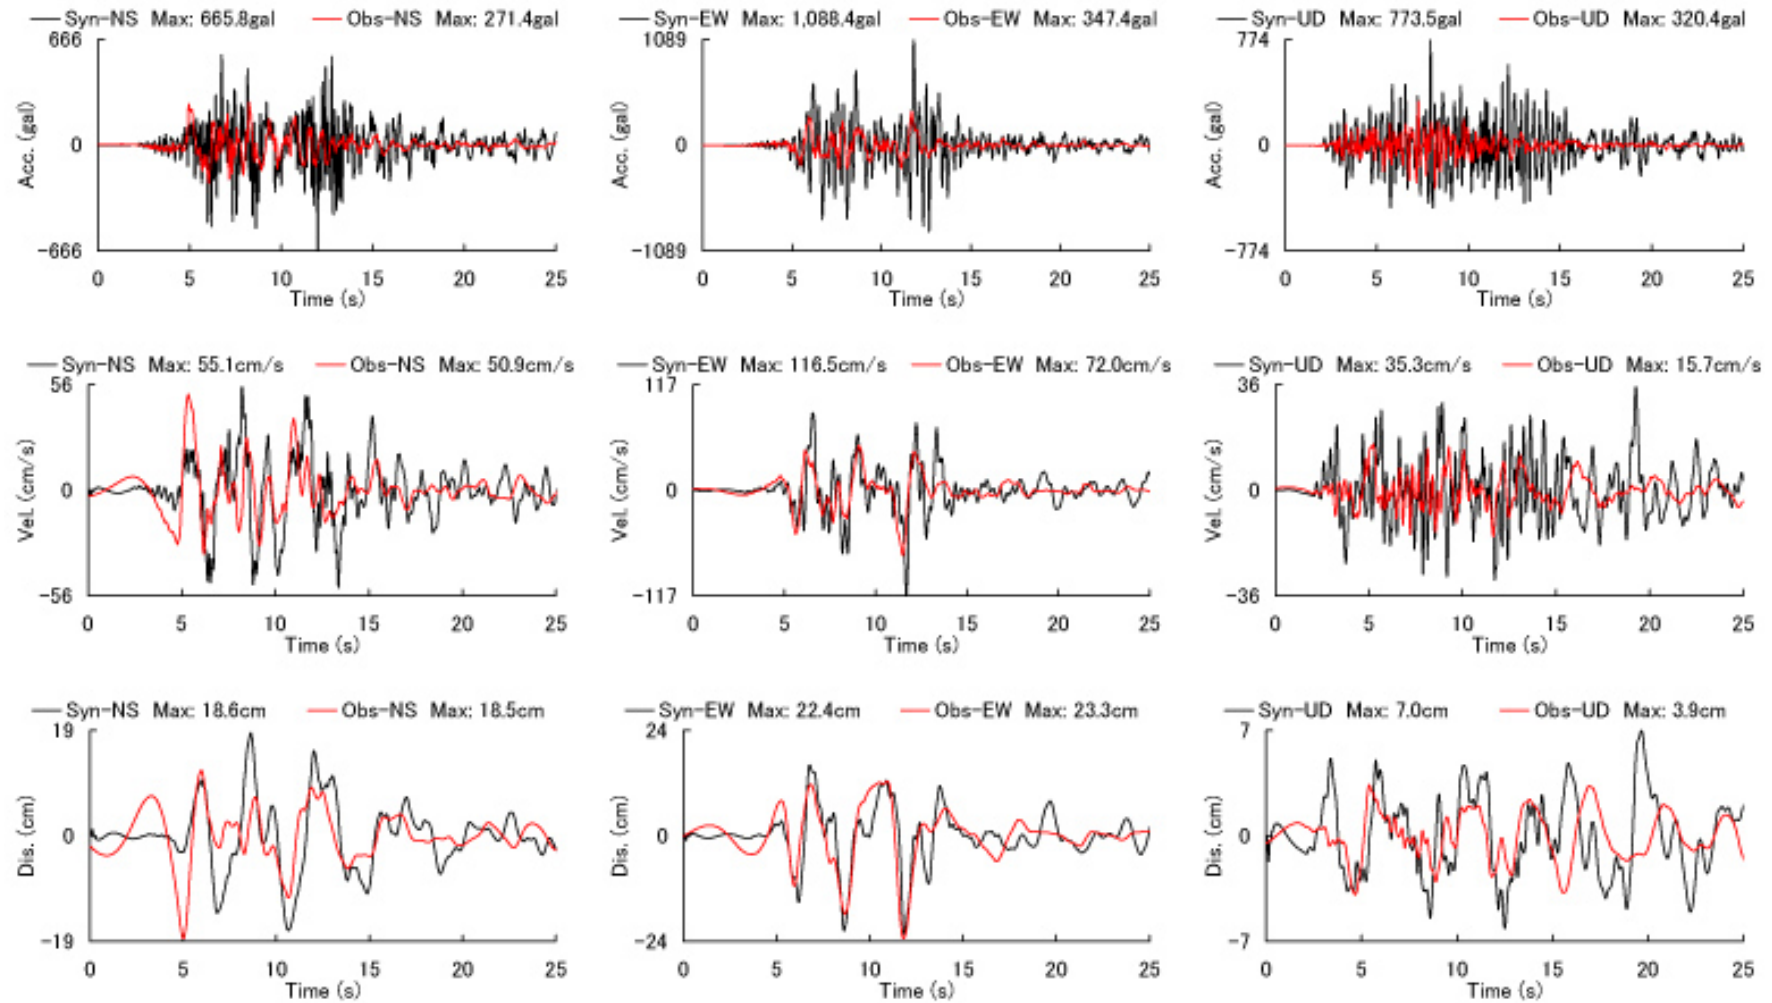 Syn-NS Max: 665.8gal Obs-NS Max: 271.4gal
666
0
-666
Acc. (gal)
0 5 10 15 20 25
Time (s)
Syn-EW Max: 1,088.4gal Obs-EW Max: 347.4gal
1089
0
-1089
Acc. (gal)
0 5 10 15 20 25
Time (s)
Syn-UD Max: 773.5gal Obs-UD Max: 320.4gal
774
0
-774
Acc. (gal)
0 5 10 15 20 25
Time (s)
Syn-NS Max: 55.1cm/s Obs-NS Max: 50.9cm/s
56
0
-56
Vel. (cm/s)
0 5 10 15 20 25
Time (s)
Syn-EW Max: 116.5cm/s Obs-EW Max: 72.0cm/s
117
0
-117
Vel. (cm/s)
0 5 10 15 20 25
Time (s)
Syn-UD Max: 35.3cm/s Obs-UD Max: 15.7cm/s
36
0
-36
Vel. (cm/s)
0 5 10 15 20 25
Time (s)
Syn-NS Max: 18.6cm Obs-NS Max: 18.5cm
19
0
-19
Dis. (cm)
0 5 10 15 20 25
Time (s)
Syn-EW Max: 22.4cm Obs-EW Max: 23.3cm
24
0
-24
Dis. (cm)
0 5 10 15 20 25
Time (s)
Syn-UD Max: 7.0cm Obs-UD Max: 3.9cm
7
0
-7
Dis. (cm)
0 5 10 15 20 25
Time (s)